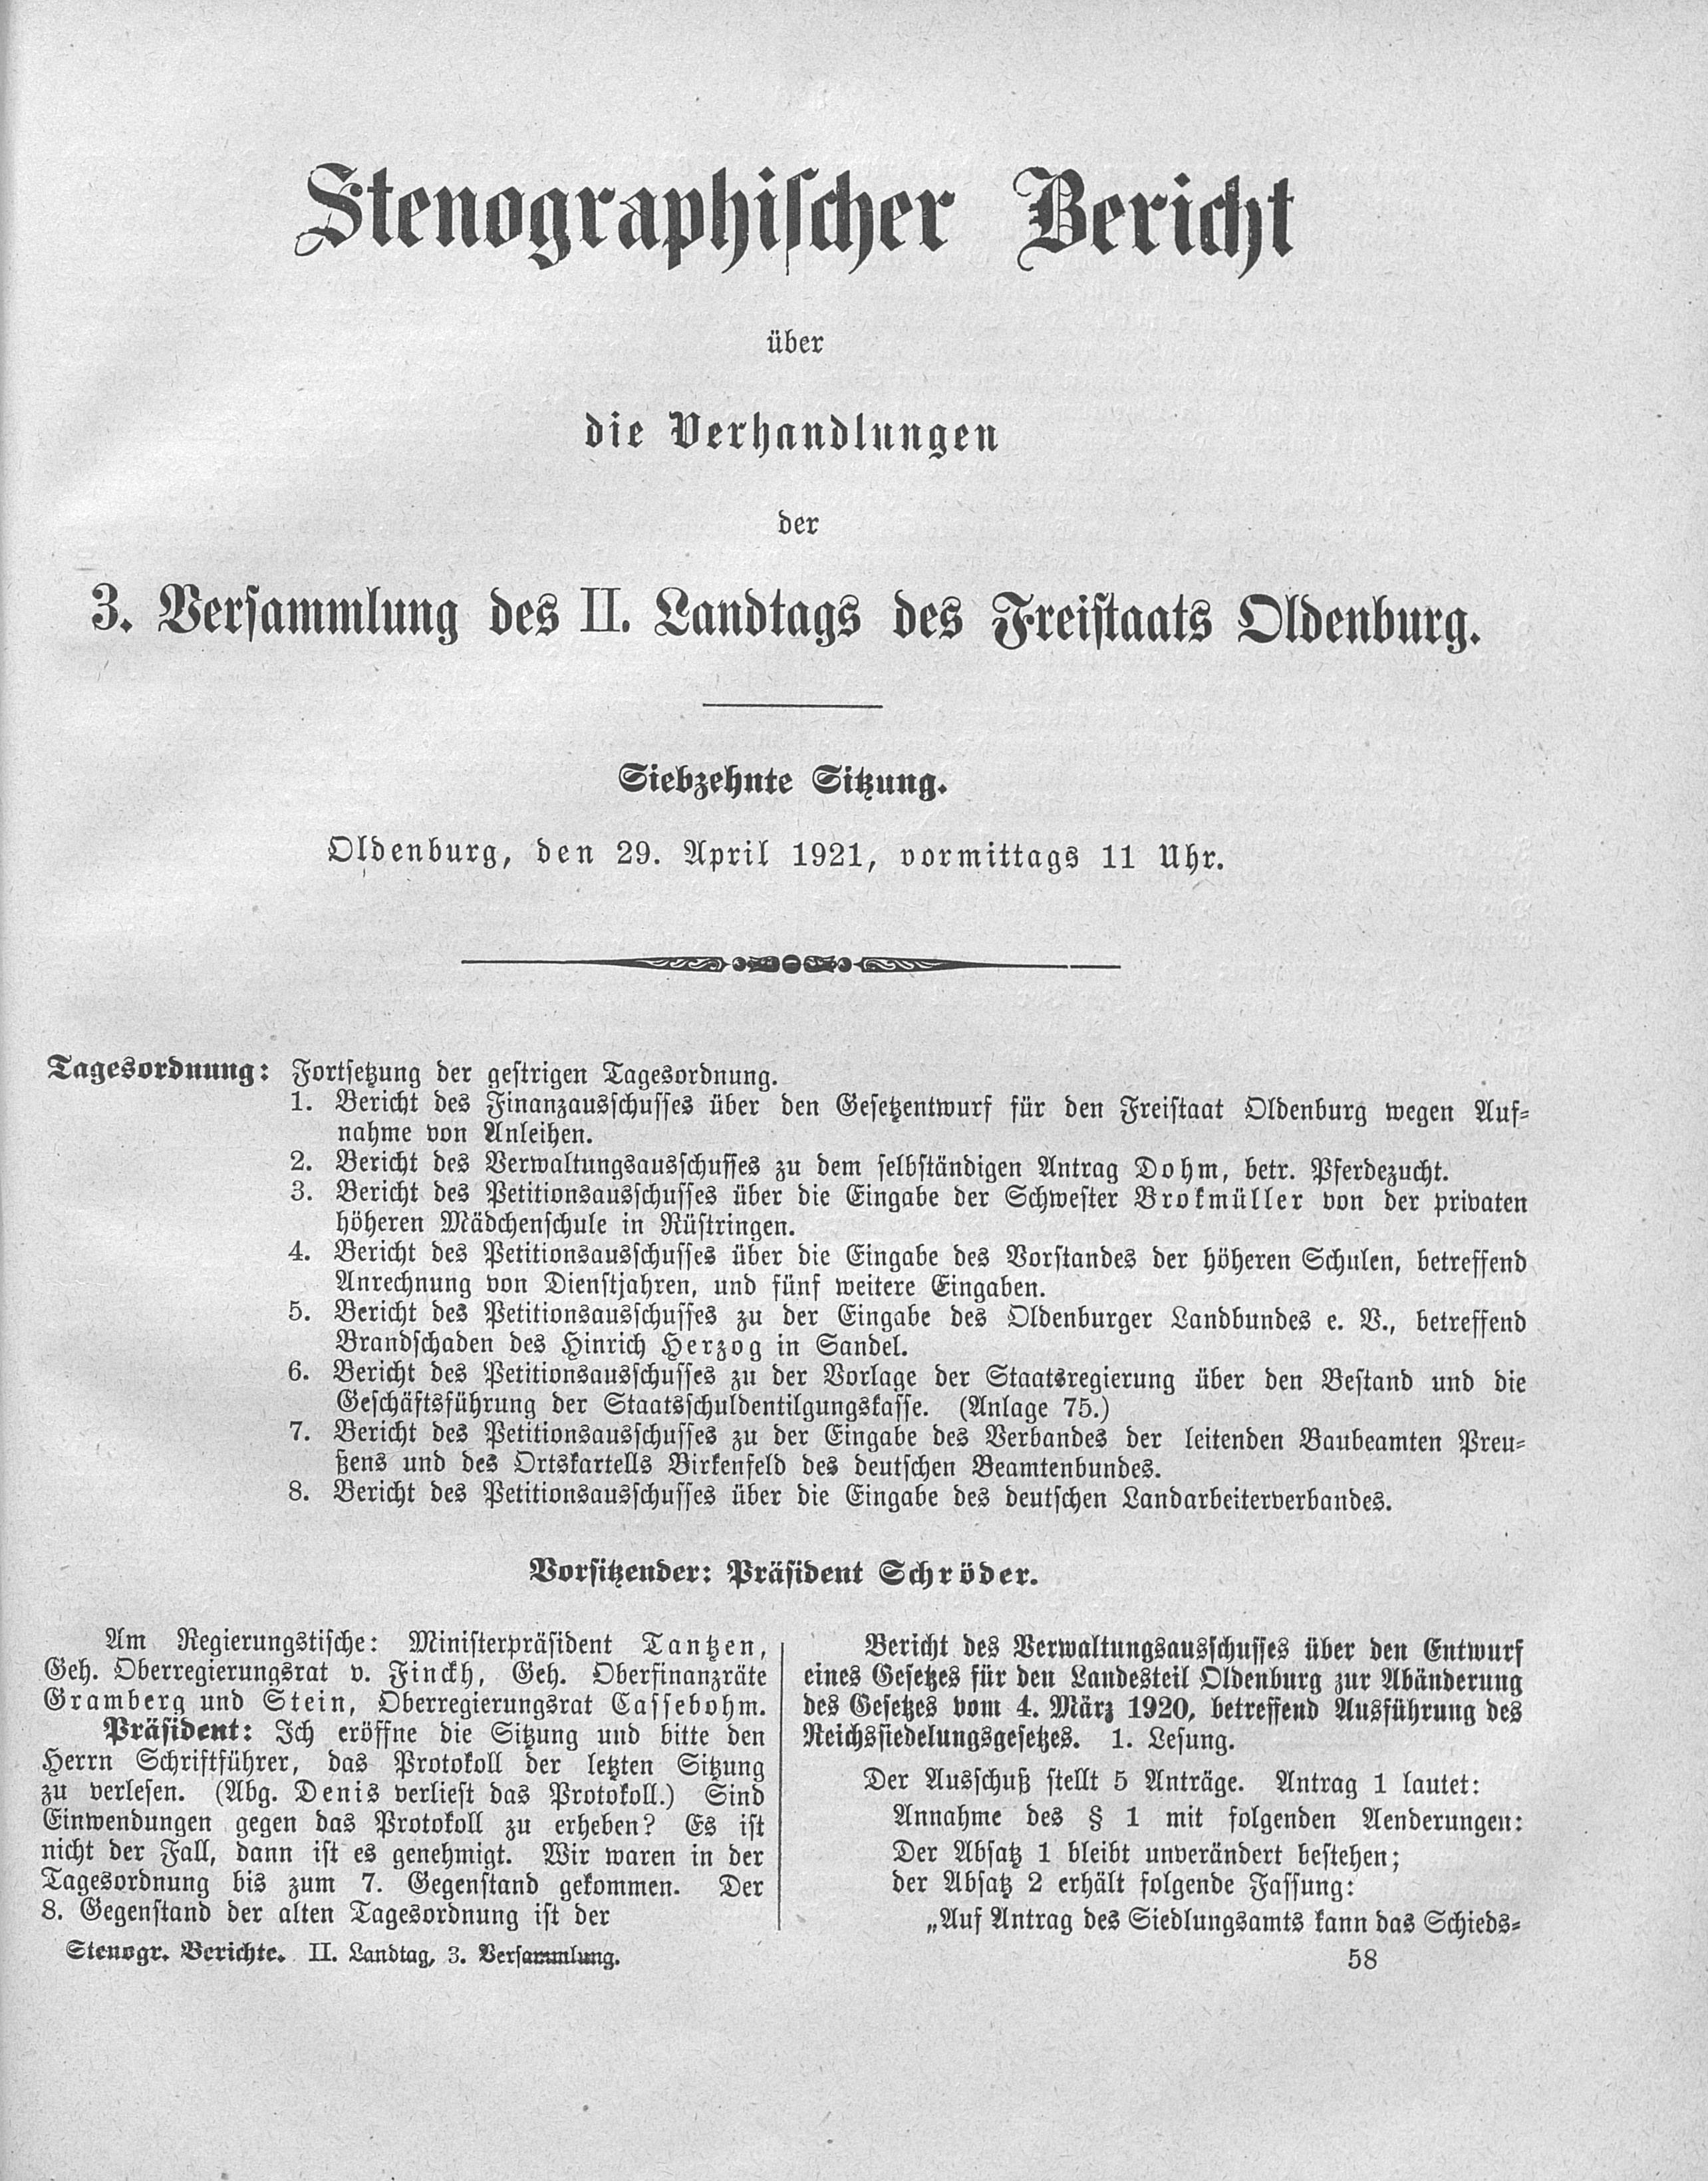 Stenographischer Bericht
über
die Verhandlungen
der
3. Versammlung des II. Landtags des Freistaats Oldenburg.
Siebzehnte Sitzung.
Oldenburg, den 29. April 1921, vormittags 11 Uhr.
Tagesordnung: Fortsetzung der gestrigen Tagesordnung.
1. Bericht des Finanzausschusses über den Gesetzentwurf für den Freistaat Oldenburg wegen Auf-
nahme von Anleihen.
2. Bericht des Verwaltungsausschusses zu dem selbständigen Antrag Dohm, betr. Pferdezucht.
3. Bericht des Petitionsausschusses über die Eingabe der Schwester Brokmüller von der privaten
höheren Mädchenschule in Rüstringen.
4. Bericht des Petitionsausschusses über die Eingabe des Vorstandes der höheren Schulen, betreffend
Anrechnung von Dienstjahren, und fünf weitere Eingaben.
5. Bericht des Petitionsausschusses zu der Eingabe des Oldenburger Landbundes e. V., betreffend
Brandschaden des Hinrich Herzog in Sandel.
6. Bericht des Petitionsausschusses zu der Vorlage der Staatsregierung über den Bestand und die
Geschäftsführung der Staatsschuldentilgungskasse. (Anlage 75.)
7. Bericht des Petitionsausschusses zu der Eingabe des Verbandes der leitenden Baubeamten Preu-
ßens und des Ortskartells Birkenfeld des deutschen Beamtenbundes.
8. Bericht des Petitionsausschusses über die Eingabe des deutschen Landarbeiterverbandes.
Vorsitzender: Präsident Schröder.
Am Regierungstische: Ministerpräsident Tantzen,
Geh. Oberregierungsrat v. Finckh, Geh. Oberfinanzräte
Gramberg und Stein, Oberregierungsrat Cassebohm.
Präsident: Ich eröffne die Sitzung und bitte den
Herrn Schriftführer, das Protokoll der letzten Sitzung
zu verlesen. (Abg. Denis verliest das Protokoll.) Sind
Einwendungen gegen das Protokoll zu erheben? Es ist
nicht der Fall, dann ist es genehmigt. Wir waren in der
Tagesordnung bis zum 7. Gegenstand gekommen. Der
8. Gegenstand der alten Tagesordnung ist der
Bericht des Verwaltungsausschusses über den Entwurf
eines Gesetzes für den Landesteil Oldenburg zur Abänderung
des Gesetzes vom 4. März 1920, betreffend Ausführung des
Reichssiedelungsgesetzes. 1. Lesung.
Der Ausschuß stellt 5 Anträge. Antrag 1 lautet:
Annahme des § 1 mit folgenden Aenderungen:
Der Absatz 1 bleibt unverändert bestehen;
der Absatz 2 erhält folgende Fassung:
„Auf Antrag des Siedlungsamts kann das Schieds-
Stenogr. Berichte. II. Landtag, 3. Versammlung.
58